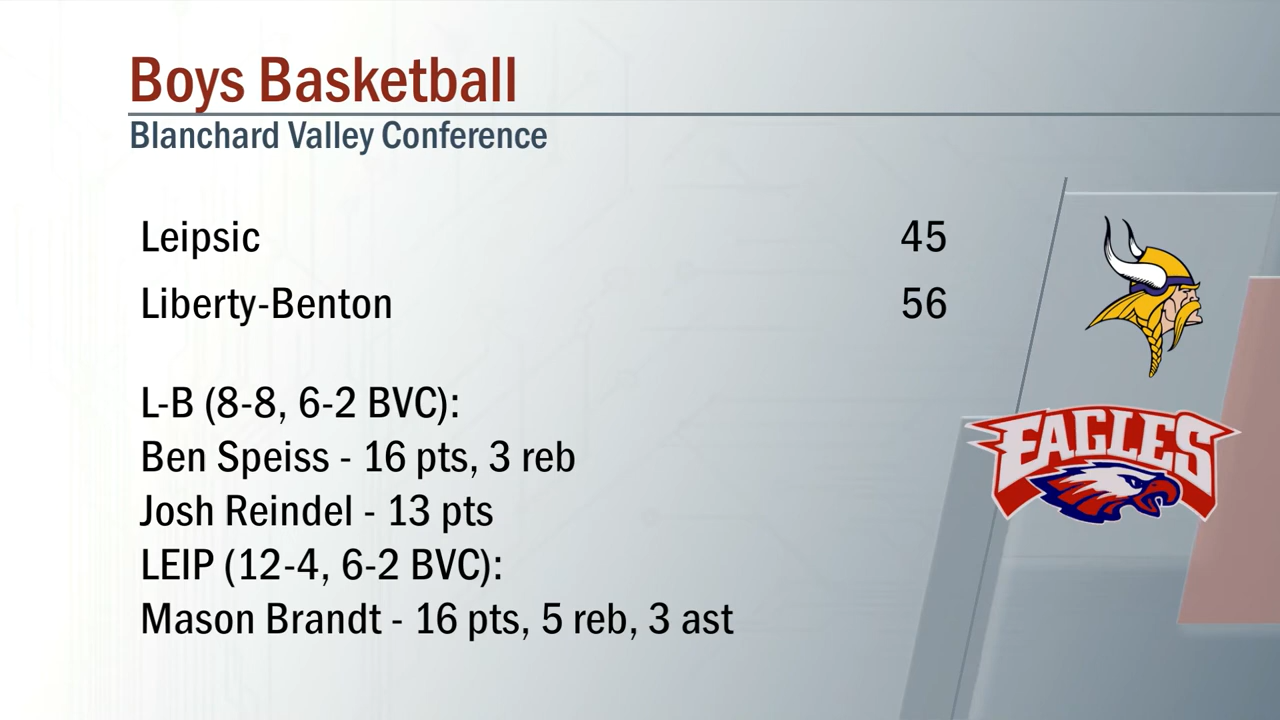 Boys Basketball
Blanchard Valley Conference
Leipsic 45
Liberty-Benton 56
EAGLES
L-B (8-8, 6-2 BVC):
Ben Speiss - 16 pts, 3 reb
Josh Reindel - 13 pts
LEIP (12-4, 6-2 BVC):
Mason Brandt - 16 pts, 5 reb, 3 ast